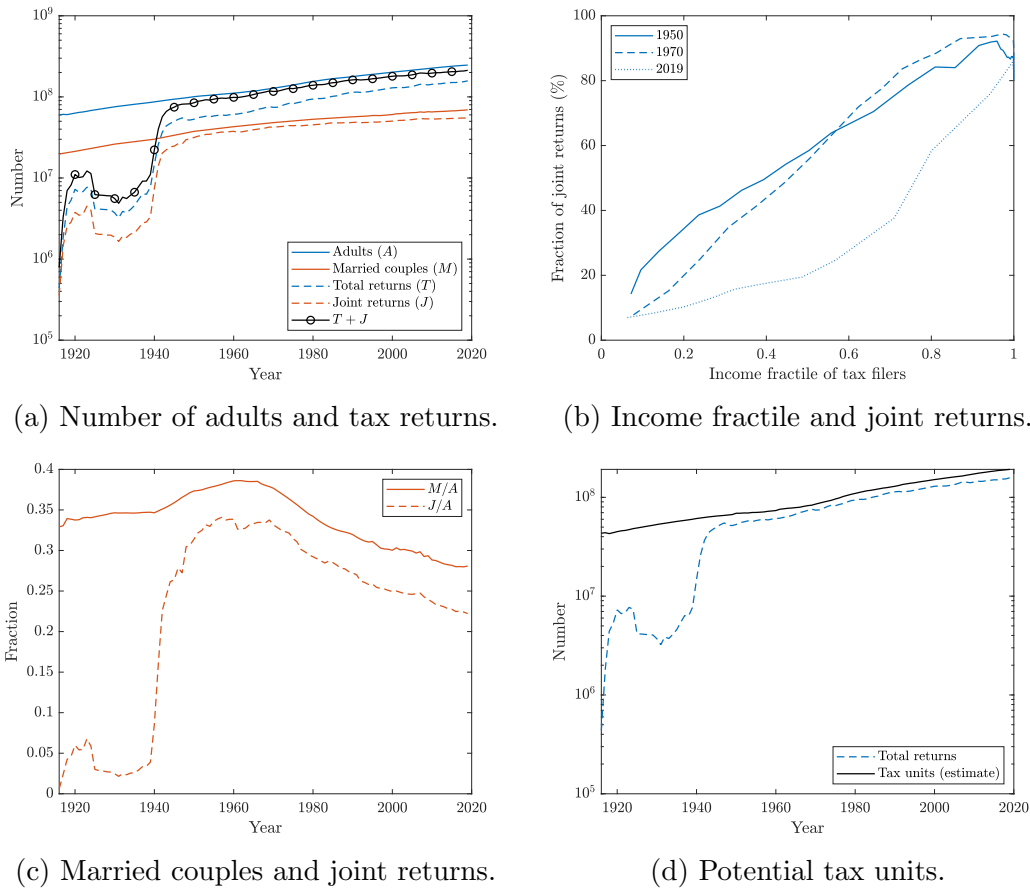 10^9
10^8
10^7
10^6
10^5
Number
Adults (A)
Married couples (M)
Total returns (T)
Joint returns (J)
T + J
1920 1940 1960 1980 2000 2020
Year
(a) Number of adults and tax returns.
100
80
60
40
20
0
Fraction of joint returns (%)
1950
1970
2019
0 0.2 0.4 0.6 0.8 1
Income fractile of tax filers
(b) Income fractile and joint returns.
0.4
0.35
0.3
0.25
0.2
0.15
0.1
0.05
0
Fraction
M/A
J/A
1920 1940 1960 1980 2000 2020
Year
(c) Married couples and joint returns.
10^8
10^7
10^6
10^5
Number
Total returns
Tax units (estimate)
1920 1940 1960 1980 2000 2020
Year
(d) Potential tax units.